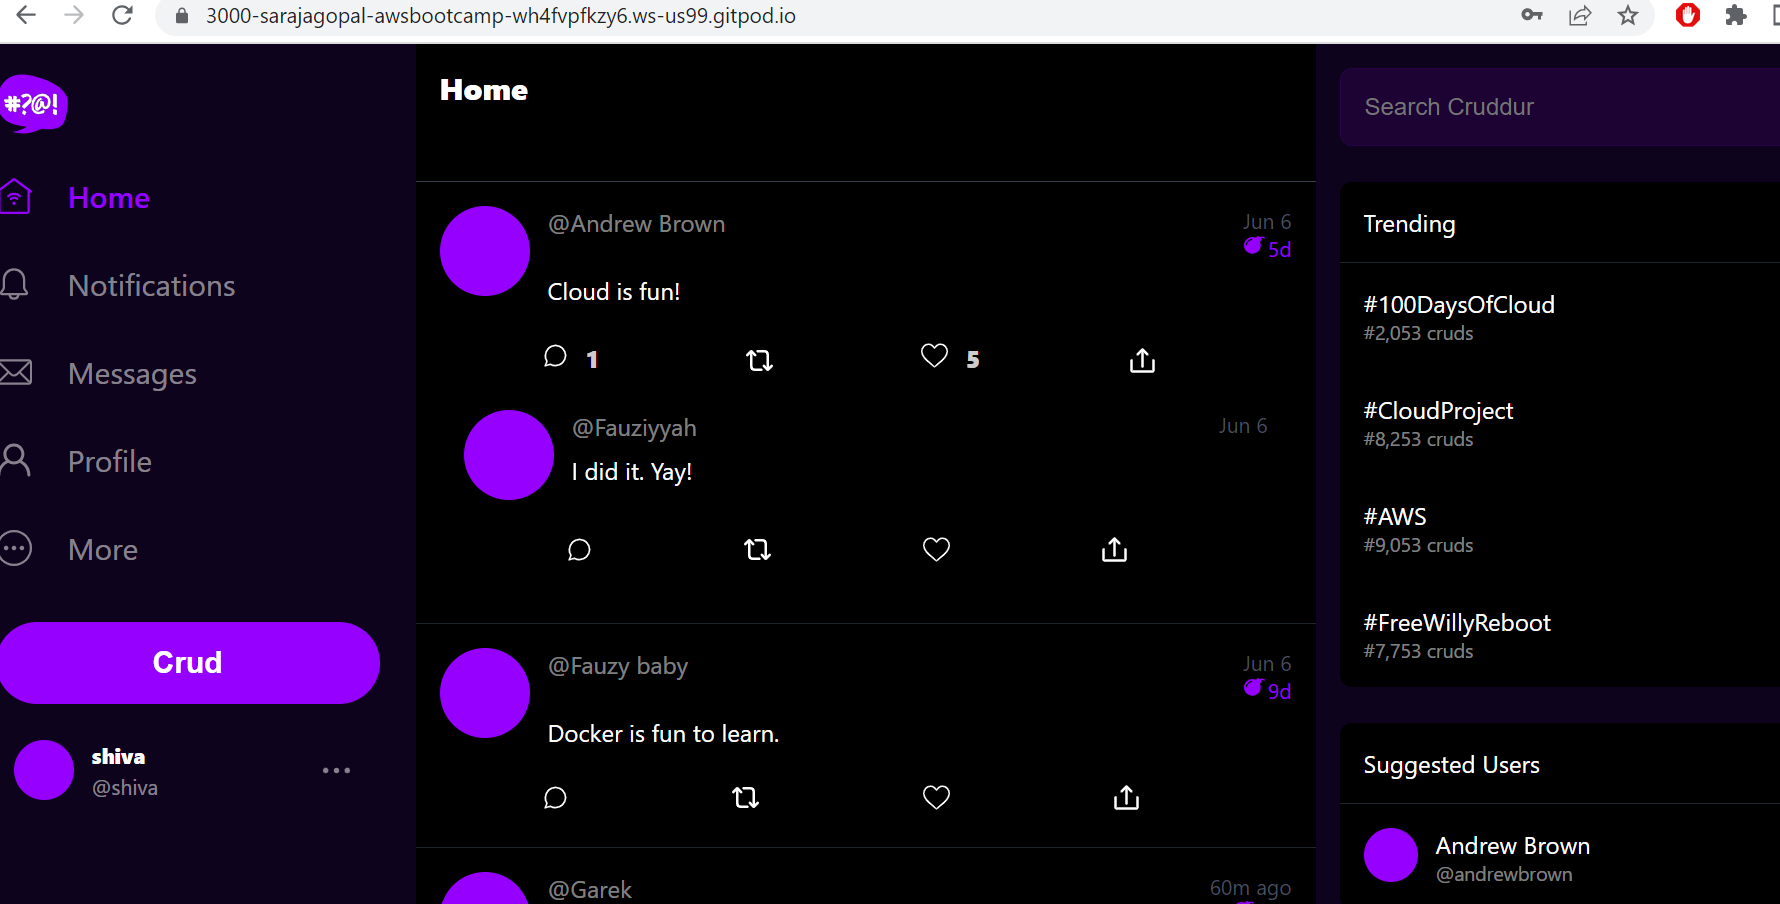 3000-sarajagopal-awsbootcamp-wh4fvpfkzy6.ws-us99.gitpod.io
#?@!
Home
Notifications
Messages
Profile
More
Crud
shiva
@shiva
Home
@Andrew Brown
Jun 6
5d
Cloud is fun!
1
5
@Fauziyyah
Jun 6
I did it. Yay!
@Fauzy baby
Jun 6
9d
Docker is fun to learn.
@Garek
60m ago
Search Cruddur
Trending
#100DaysOfCloud
#2,053 cruds
#CloudProject
#8,253 cruds
#AWS
#9,053 cruds
#FreeWillyReboot
#7,753 cruds
Suggested Users
Andrew Brown
@andrewbrown